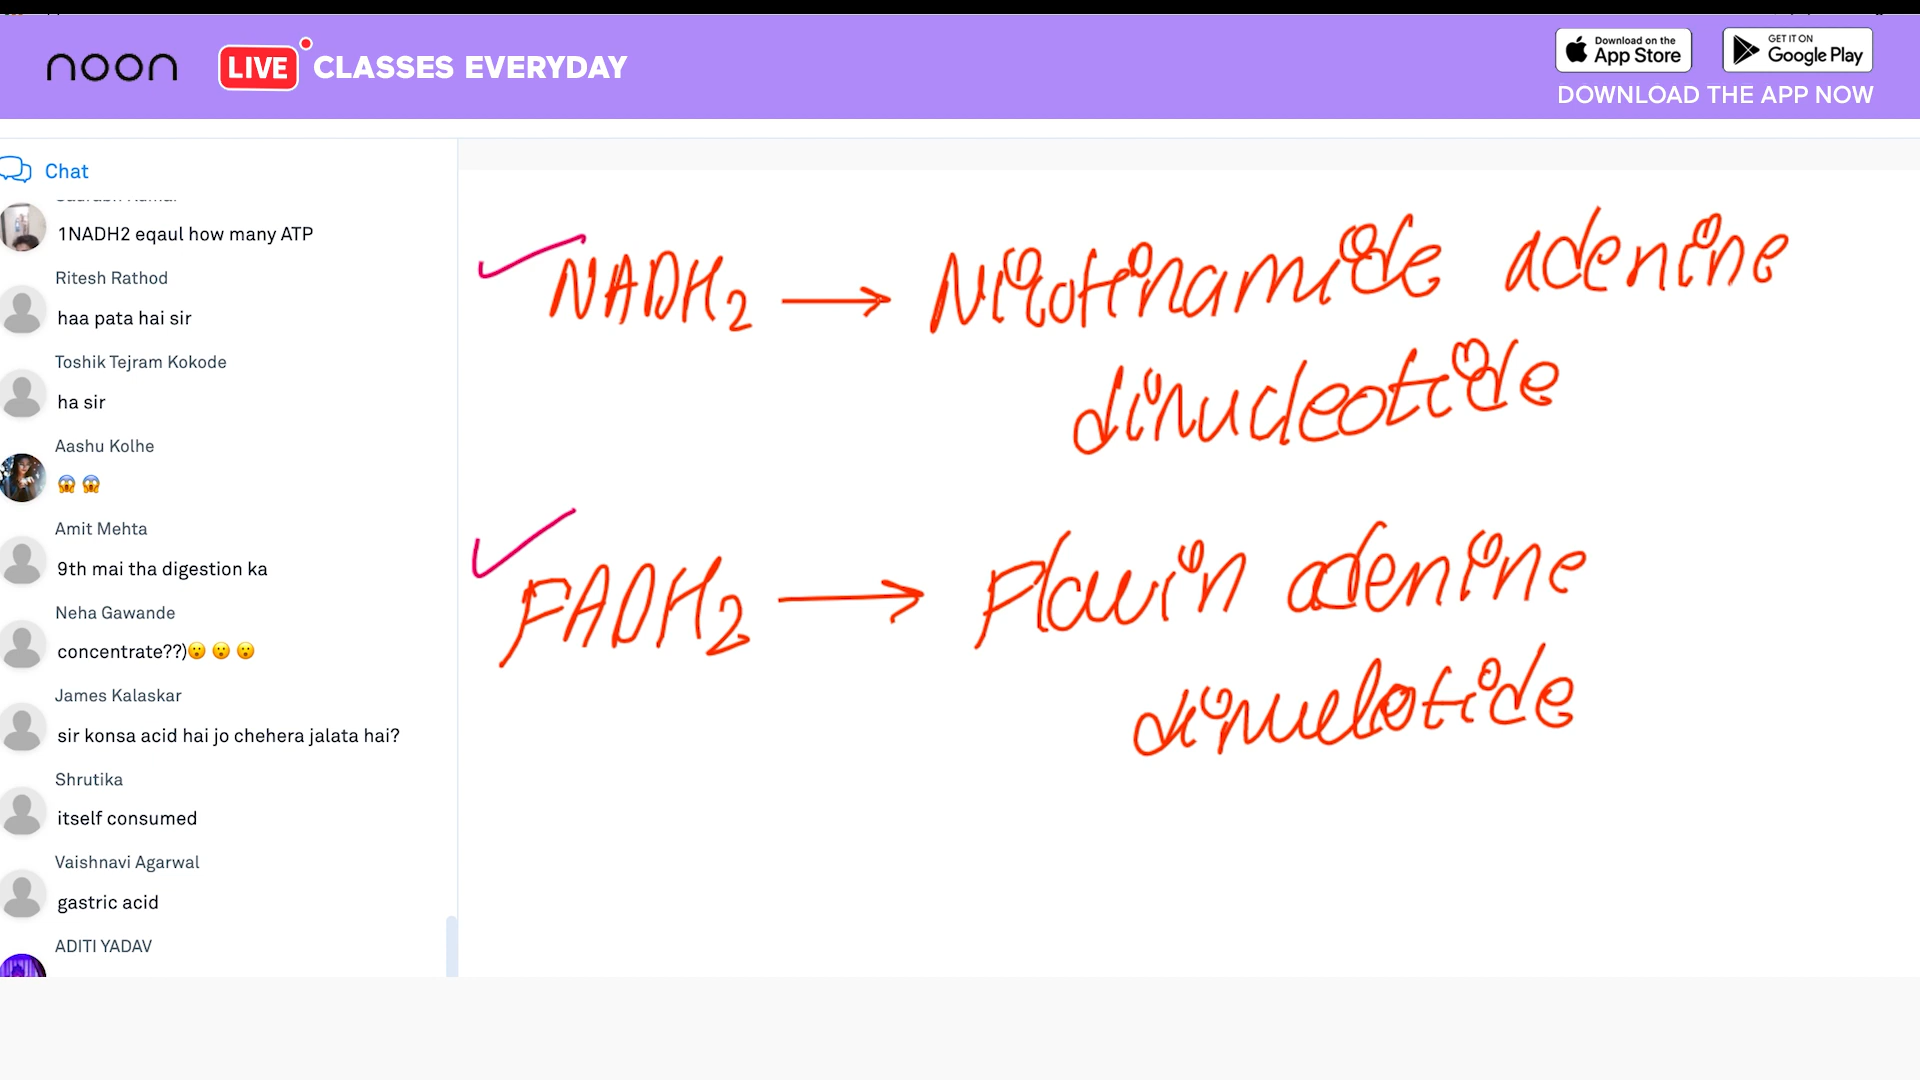 noon LIVE CLASSES EVERYDAY
Download on the App Store
GET IT ON Google Play
DOWNLOAD THE APP NOW
Chat
1NADH2 eqaul how many ATP
Ritesh Rathod
haa pata hai sir
Toshik Tejram Kokode
ha sir
Aashu Kolhe
😱 😱
Amit Mehta
9th mai tha digestion ka
Neha Gawande
concentrate??)😮 😮 😮
James Kalaskar
sir konsa acid hai jo chehera jalata hai?
Shrutika
itself consumed
Vaishnavi Agarwal
gastric acid
ADITI YADAV
NADH2 → Nicotinamide adenine
dinucleotide
FADH2 → Flavin adenine